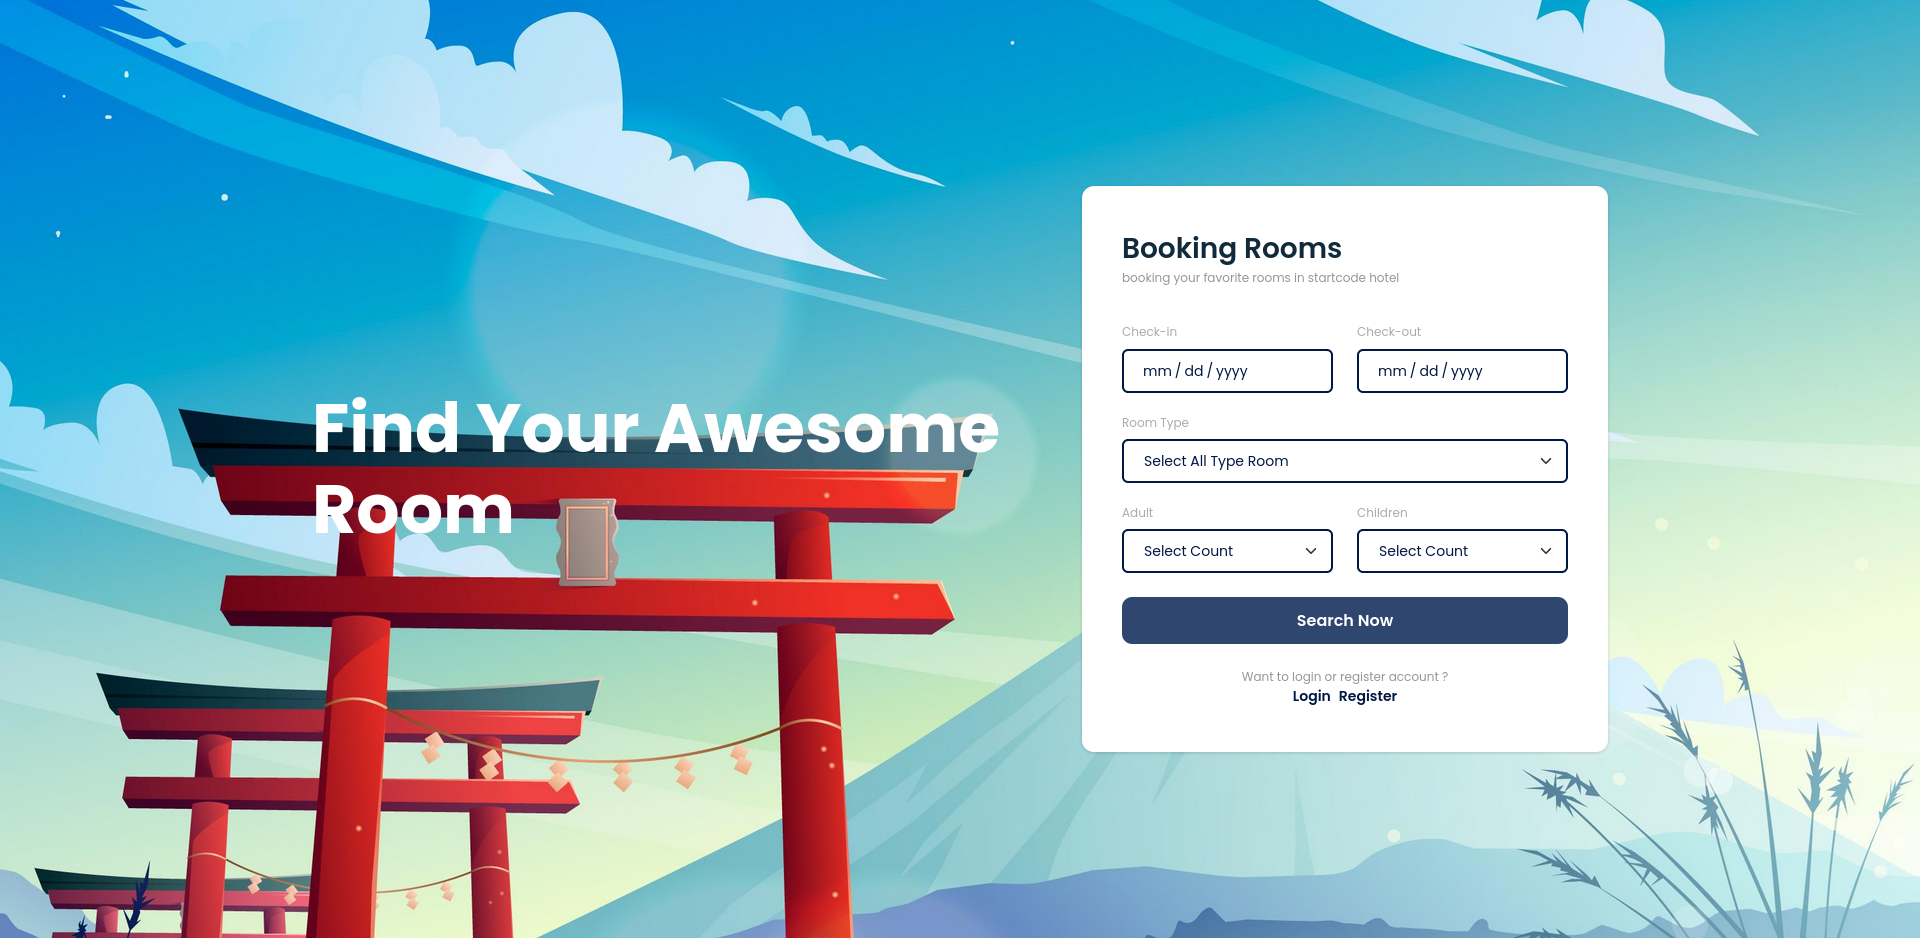 Find Your Awesome
Room
Booking Rooms
booking your favorite rooms in startcode hotel
Check-in
Check-out
mm / dd / yyyy
mm / dd / yyyy
Room Type
Select All Type Room
Adult
Children
Select Count
Select Count
Search Now
Want to login or register account ?
Login Register